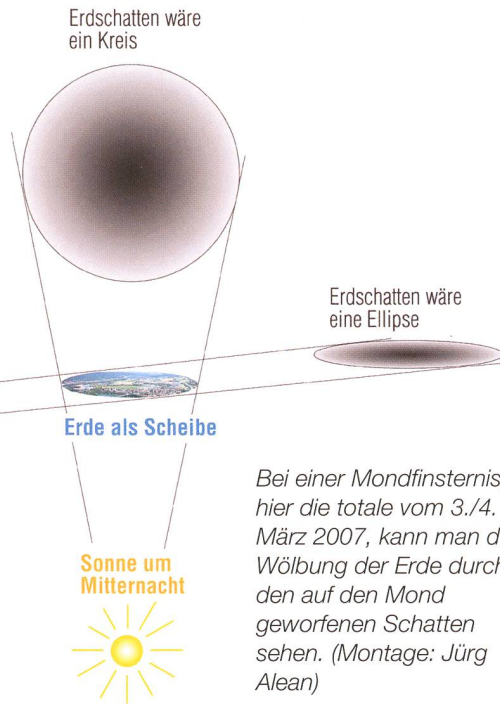 Erdschatten wäre
ein Kreis
Erdschatten wäre
eine Ellipse
Erde als Scheibe
Sonne um
Mitternacht
Bei einer Mondfinsternis
hier die totale vom 3./4.
März 2007, kann man d
Wölbung der Erde durch
den auf den Mond
geworfenen Schatten
sehen. (Montage: Jürg
Alean)